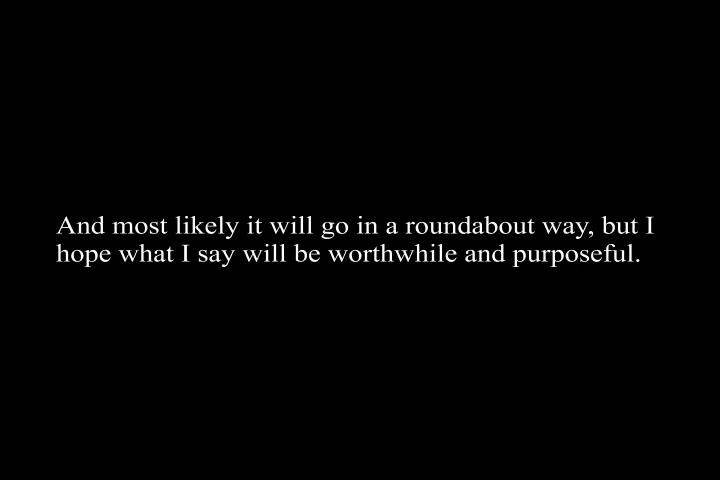 And most likely it will go in a roundabout way, but I
hope what I say will be worthwhile and purposeful.